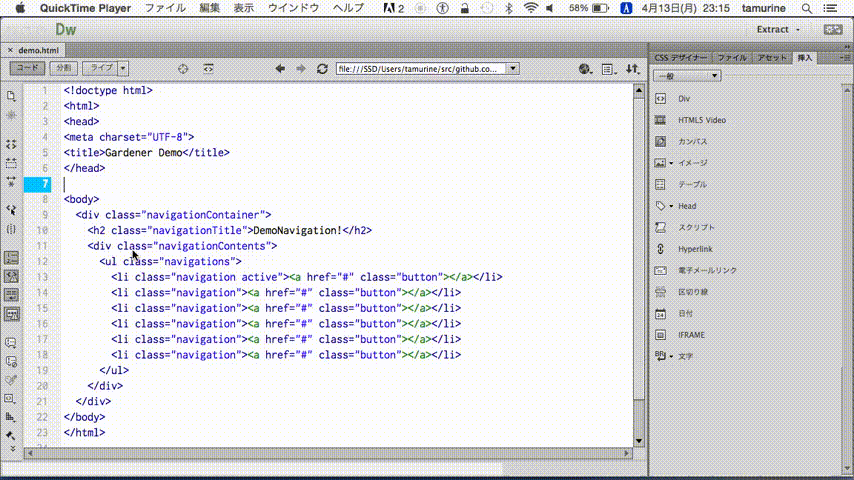 QuickTime Player ファイル 編集 表示 ウインドウ ヘルプ 2 58% A 4月13日(月) 23:15 tamurine
Dw Extract
× demo.html
コード 分割 ライブ file:///SSD/Users/tamurine/src/github.co...
1 <!doctype html>
2 <html>
3 <head>
4 <meta charset="UTF-8">
5 <title>Gardener Demo</title>
6 </head>
7
8 <body>
9 <div class="navigationContainer">
10 <h2 class="navigationTitle">DemoNavigation!</h2>
11 <div class="navigationContents">
12 <ul class="navigations">
13 <li class="navigation active"><a href="#" class="button"></a></li>
14 <li class="navigation"><a href="#" class="button"></a></li>
15 <li class="navigation"><a href="#" class="button"></a></li>
16 <li class="navigation"><a href="#" class="button"></a></li>
17 <li class="navigation"><a href="#" class="button"></a></li>
18 <li class="navigation"><a href="#" class="button"></a></li>
19 </ul>
20 </div>
21 </div>
22 </body>
23 </html>
CSS デザイナー ファイル アセット 挿入
一般
Div
HTML5 Video
カンバス
イメージ
テーブル
Head
スクリプト
Hyperlink
電子メールリンク
区切り線
日付
IFRAME
文字